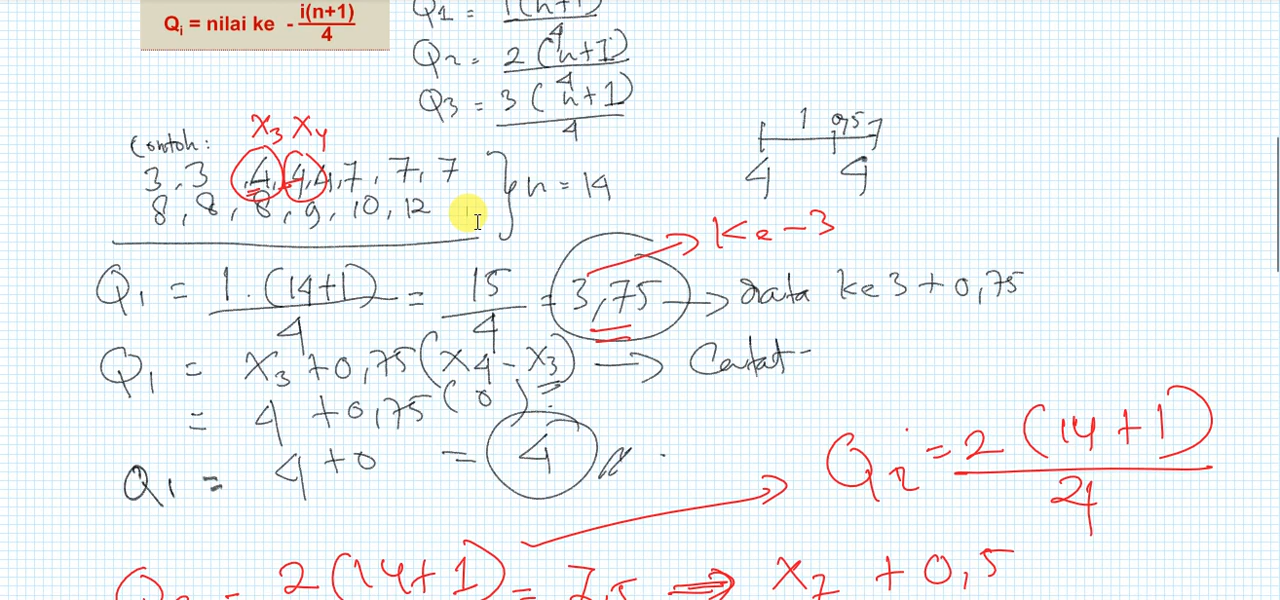 Qi = nilai ke - i(n+1)/4
Q1 = 1(n+1)/4
Q2 = 2(n+1)/4
Q3 = 3(n+1)/4
Contoh:
X3 X4
3, 3, 4, 4, 4, 7, 7, 7
8, 8, 8, 9, 10, 12
} n = 14
1 0,75
4 4
Ke-3
Q1 = 1.(14+1)/4 = 15/4 = 3,75 → data ke 3 + 0,75
Q1 = X3 + 0,75(X4 - X3) → Catat
= 4 + 0,75(0)
Q1 = 4 + 0 = 4
Q2 = 2(14+1)/4
2(14+1) = 7,5 ⇒ X7 + 0,5